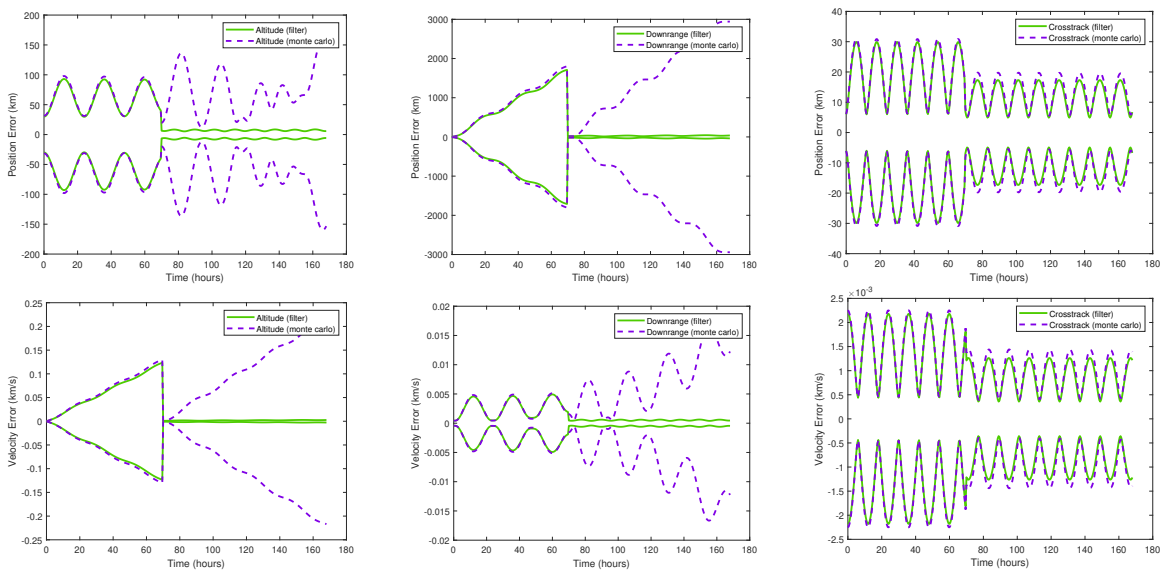 200
150
100
50
0
-50
-100
-150
-200
0 20 40 60 80 100 120 140 160 180
Position Error (km)
Time (hours)
Altitude (filter)
Altitude (monte carlo)
3000
2000
1000
0
-1000
-2000
-3000
0 20 40 60 80 100 120 140 160 180
Position Error (km)
Time (hours)
Downrange (filter)
Downrange (monte carlo)
40
30
20
10
0
-10
-20
-30
-40
0 20 40 60 80 100 120 140 160 180
Position Error (km)
Time (hours)
Crosstrack (filter)
Crosstrack (monte carlo)
0.25
0.2
0.15
0.1
0.05
0
-0.05
-0.1
-0.15
-0.2
-0.25
0 20 40 60 80 100 120 140 160 180
Velocity Error (km/s)
Time (hours)
Altitude (filter)
Altitude (monte carlo)
0.02
0.015
0.01
0.005
0
-0.005
-0.01
-0.015
-0.02
0 20 40 60 80 100 120 140 160 180
Velocity Error (km/s)
Time (hours)
Downrange (filter)
Downrange (monte carlo)
×10⁻³
2.5
2
1.5
1
0.5
0
-0.5
-1
-1.5
-2
-2.5
0 20 40 60 80 100 120 140 160 180
Velocity Error (km/s)
Time (hours)
Crosstrack (filter)
Crosstrack (monte carlo)